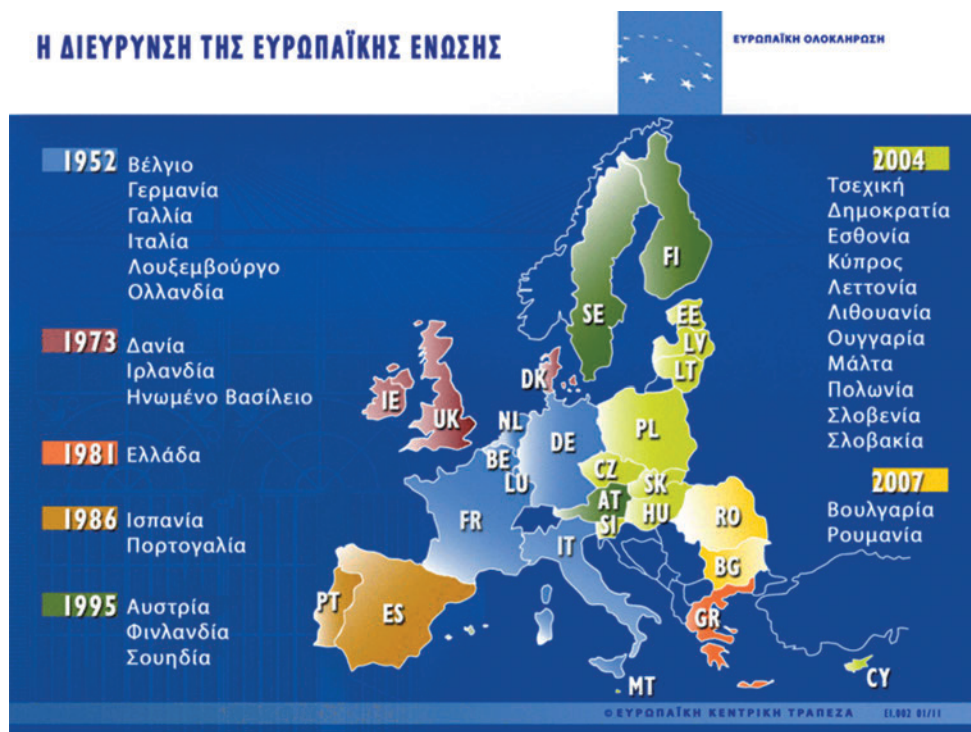 Η ΔΙΕΥΡΥΝΣΗ ΤΗΣ ΕΥΡΩΠΑΪΚΗΣ ΕΝΩΣΗΣ
ΕΥΡΩΠΑΪΚΗ ΟΛΟΚΛΗΡΩΣΗ
1952 Βέλγιο
Γερμανία
Γαλλία
Ιταλία
Λουξεμβούργο
Ολλανδία
1973 Δανία
Ιρλανδία
Ηνωμένο Βασίλειο
1981 Ελλάδα
1986 Ισπανία
Πορτογαλία
1995 Αυστρία
Φινλανδία
Σουηδία
FI
SE
EE
LV
LT
DK
IE
UK
NL
DE
PL
BE
LU
CZ
SK
AT
HU
SI
FR
IT
RO
BG
PT
ES
GR
MT
CY
2004
Τσεχική
Δημοκρατία
Εσθονία
Κύπρος
Λεττονία
Λιθουανία
Ουγγαρία
Μάλτα
Πολωνία
Σλοβενία
Σλοβακία
2007
Βουλγαρία
Ρουμανία
© ΕΥΡΩΠΑΪΚΗ ΚΕΝΤΡΙΚΗ ΤΡΑΠΕΖΑ EI.002 01/11